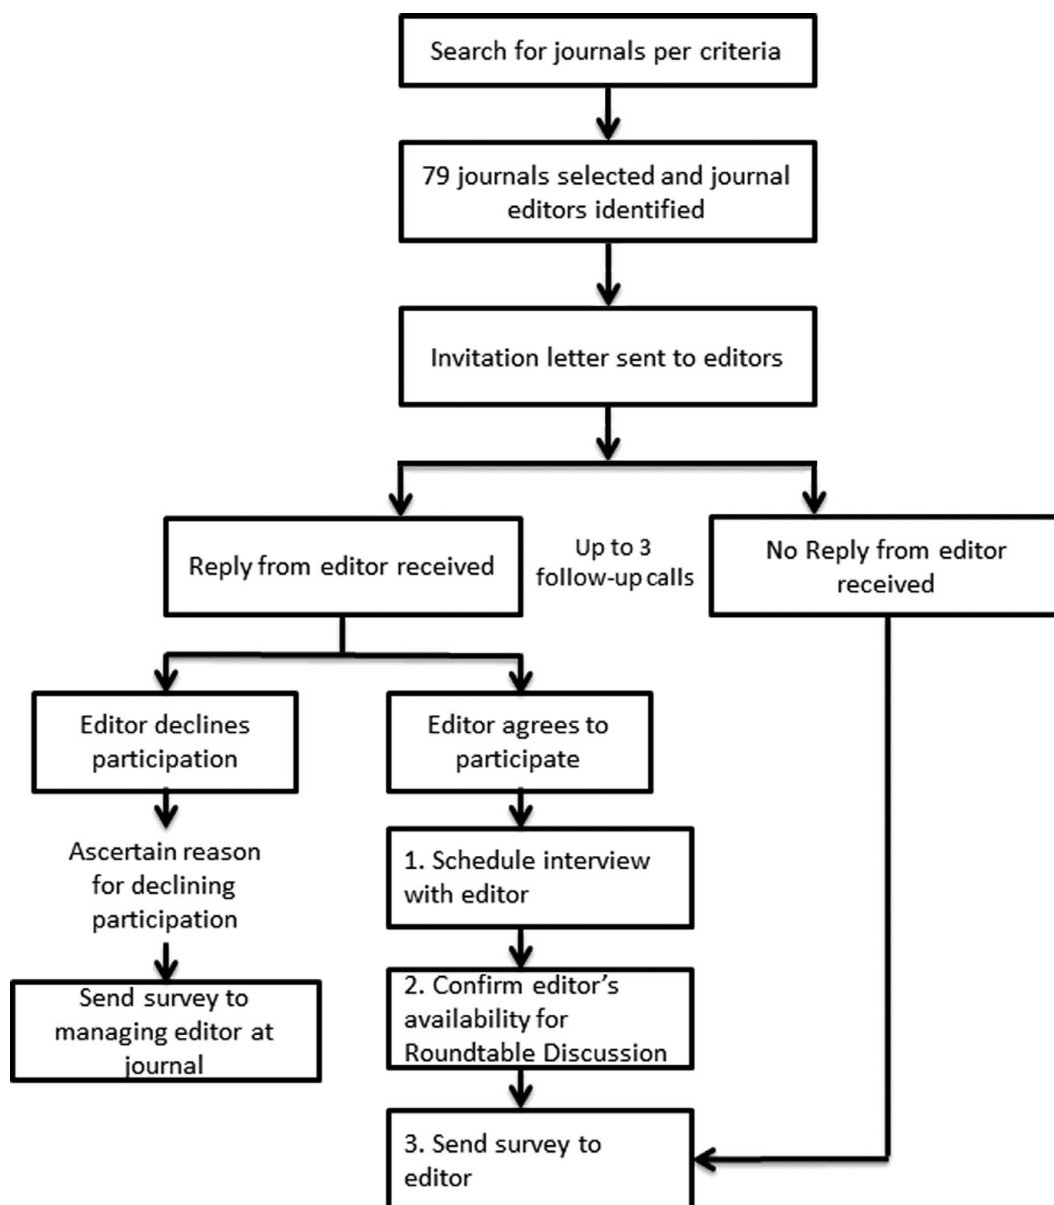 Search for journals per criteria
79 journals selected and journal
editors identified
Invitation letter sent to editors
Reply from editor received
Up to 3
follow-up calls
No Reply from editor
received
Editor declines
participation
Editor agrees to
participate
Ascertain reason
for declining
participation
1. Schedule interview
with editor
Send survey to
managing editor at
journal
2. Confirm editor’s
availability for
Roundtable Discussion
3. Send survey to
editor